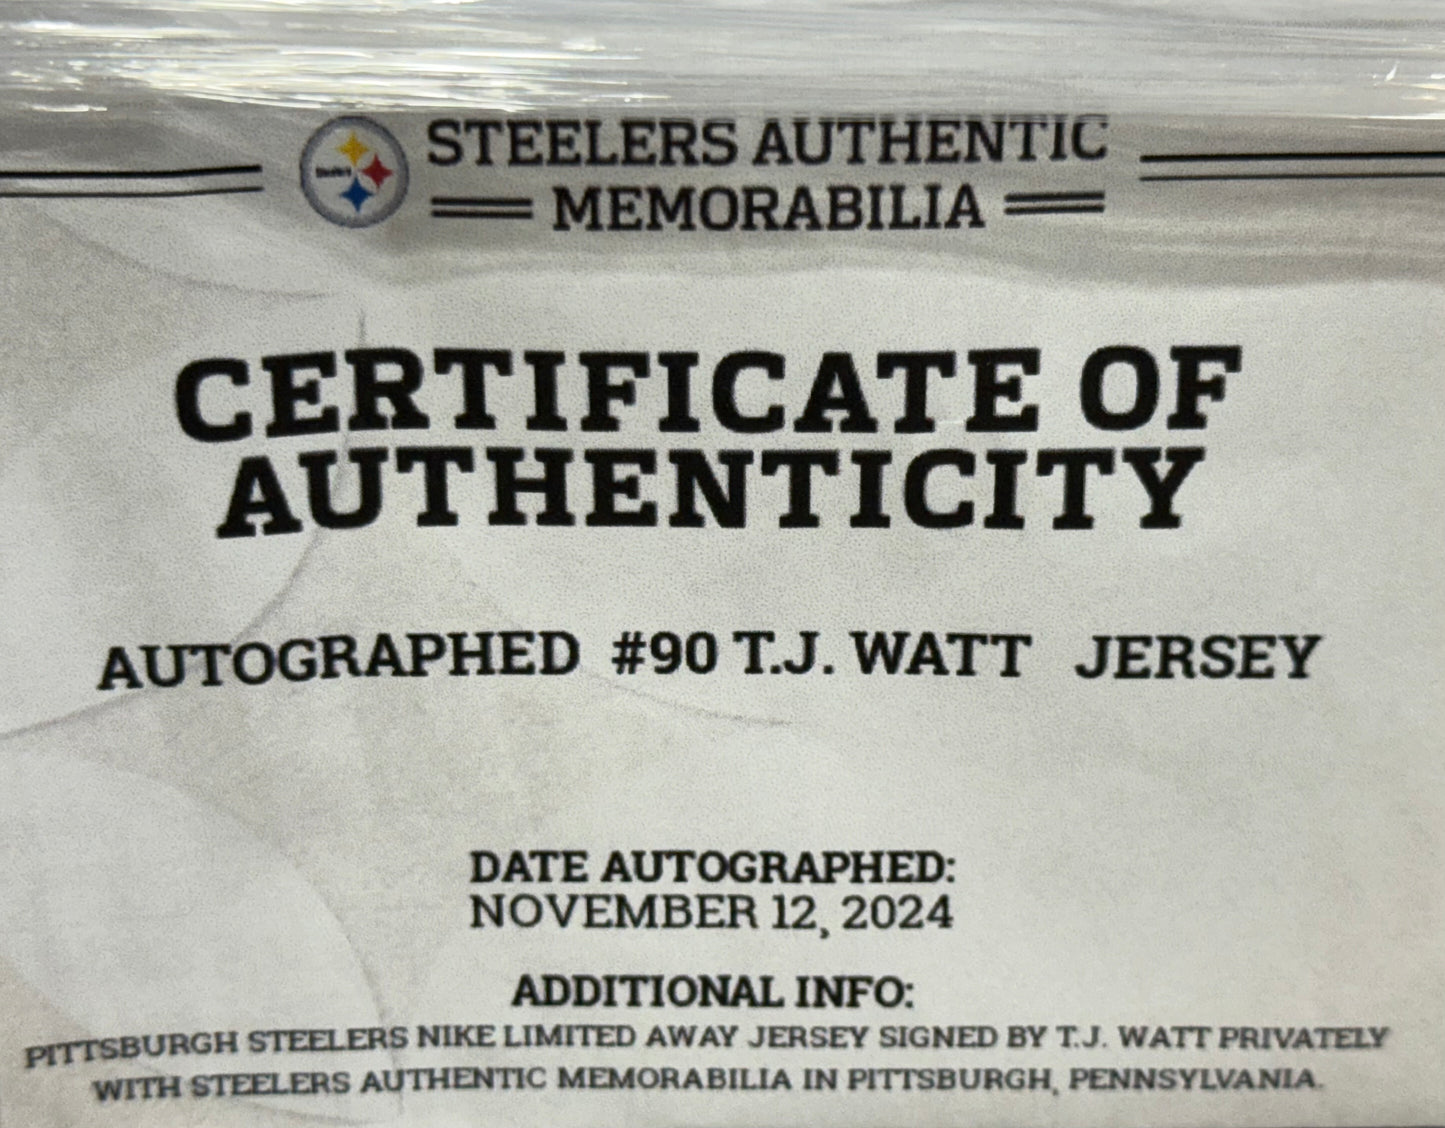 Steelers
STEELERS AUTHENTIC
MEMORABILIA
CERTIFICATE OF
AUTHENTICITY
AUTOGRAPHED #90 T.J. WATT JERSEY
DATE AUTOGRAPHED:
NOVEMBER 12, 2024
ADDITIONAL INFO:
PITTSBURGH STEELERS NIKE LIMITED AWAY JERSEY SIGNED BY T.J. WATT PRIVATELY
WITH STEELERS AUTHENTIC MEMORABILIA IN PITTSBURGH, PENNSYLVANIA.